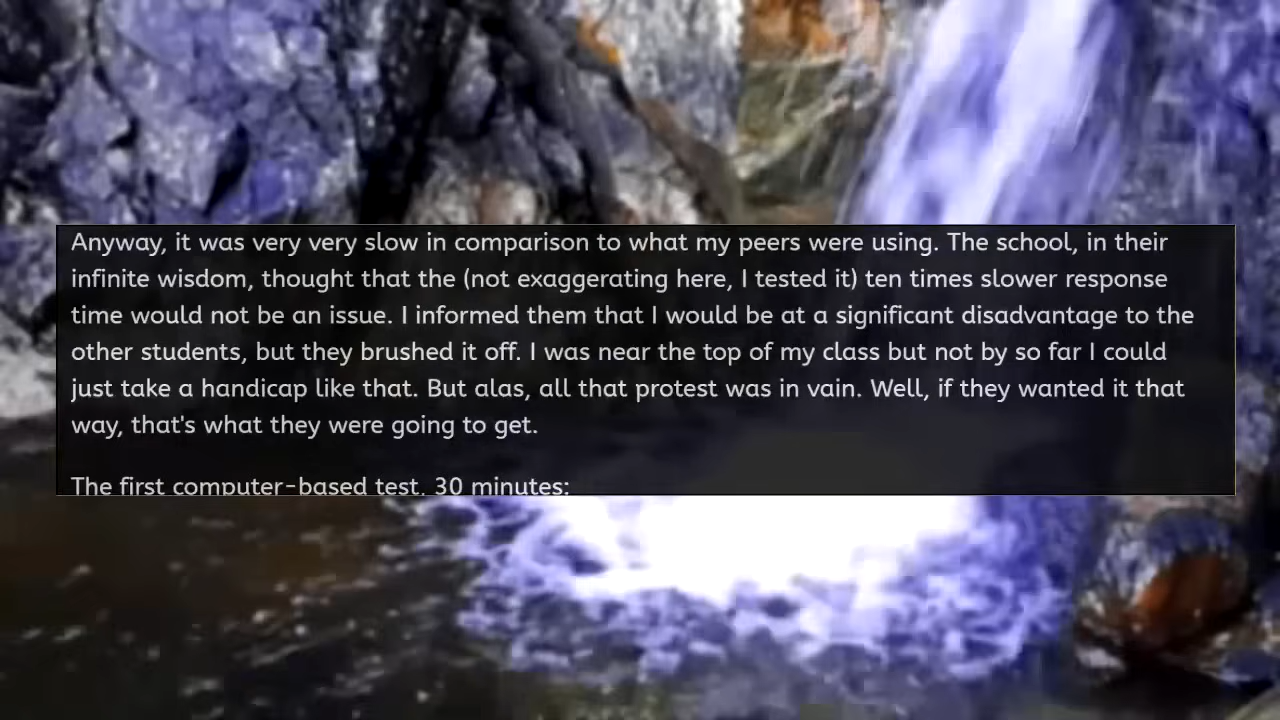 Anyway, it was very very slow in comparison to what my peers were using. The school, in their
infinite wisdom, thought that the (not exaggerating here, I tested it) ten times slower response
time would not be an issue. I informed them that I would be at a significant disadvantage to the
other students, but they brushed it off. I was near the top of my class but not by so far I could
just take a handicap like that. But alas, all that protest was in vain. Well, if they wanted it that
way, that's what they were going to get.
The first computer-based test, 30 minutes: